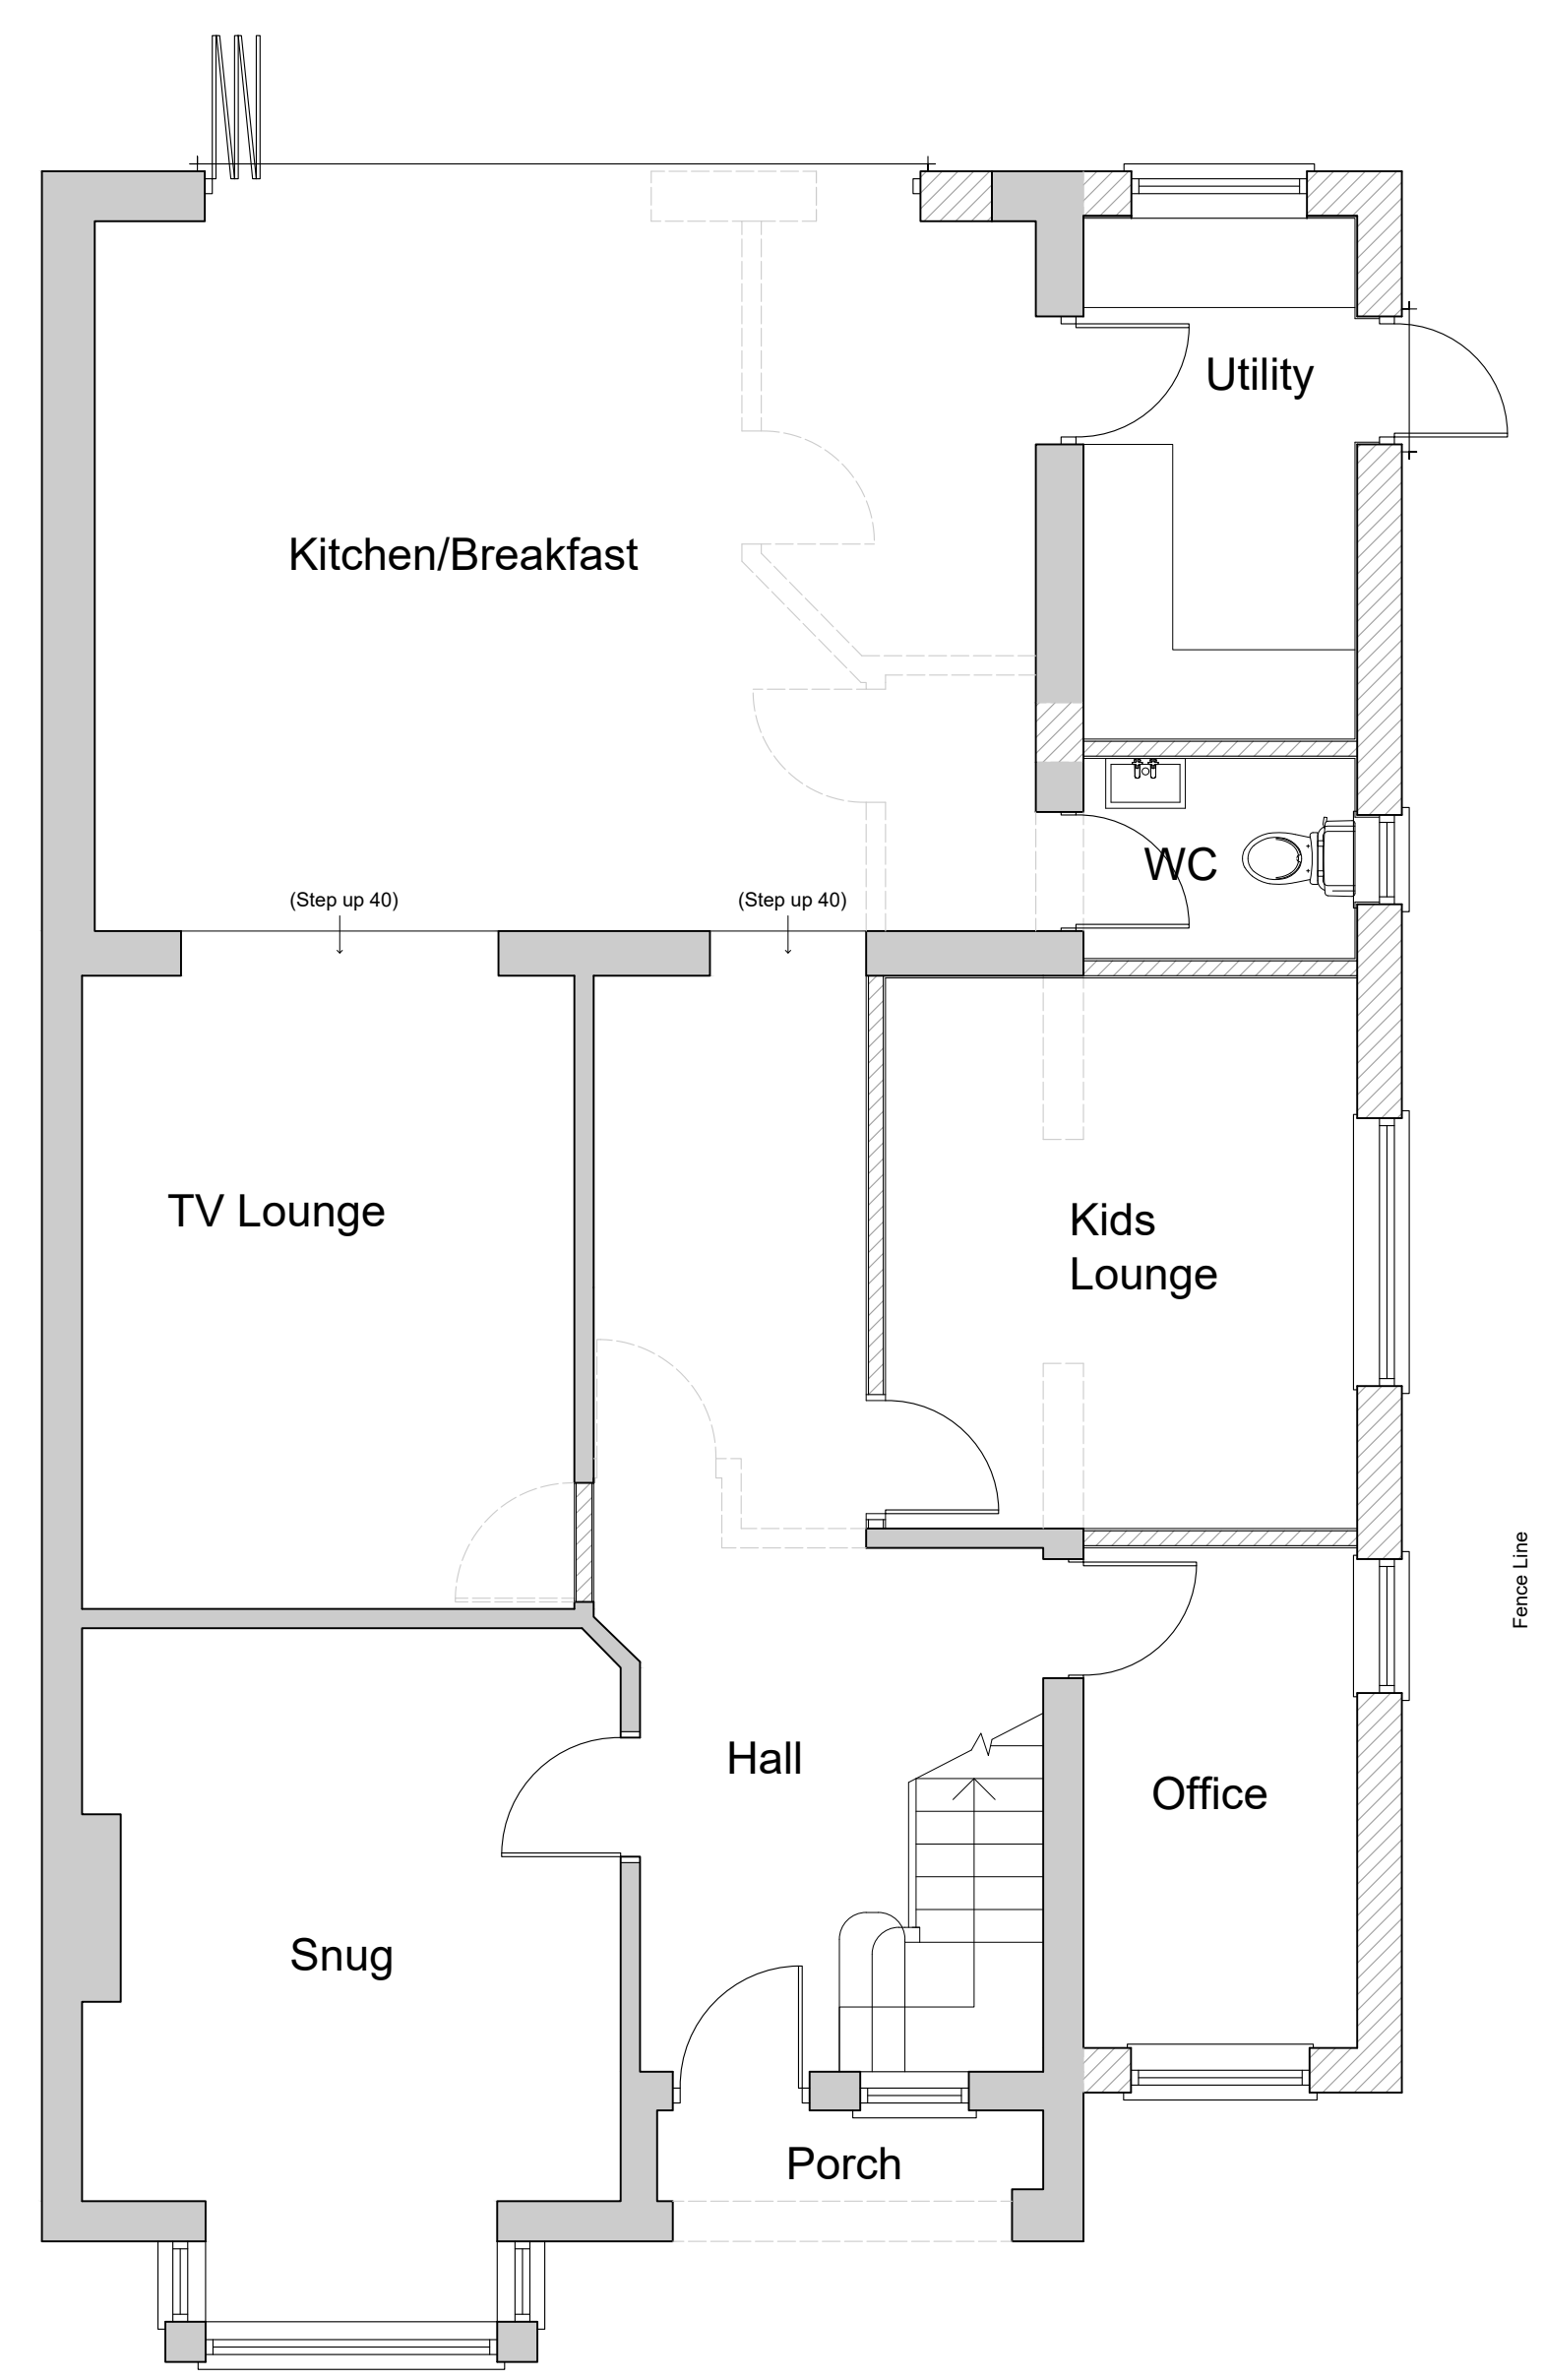 Utility
Kitchen/Breakfast
WC
(Step up 40)
(Step up 40)
TV Lounge
Kids
Lounge
Fence Line
Hall
Office
Snug
Porch